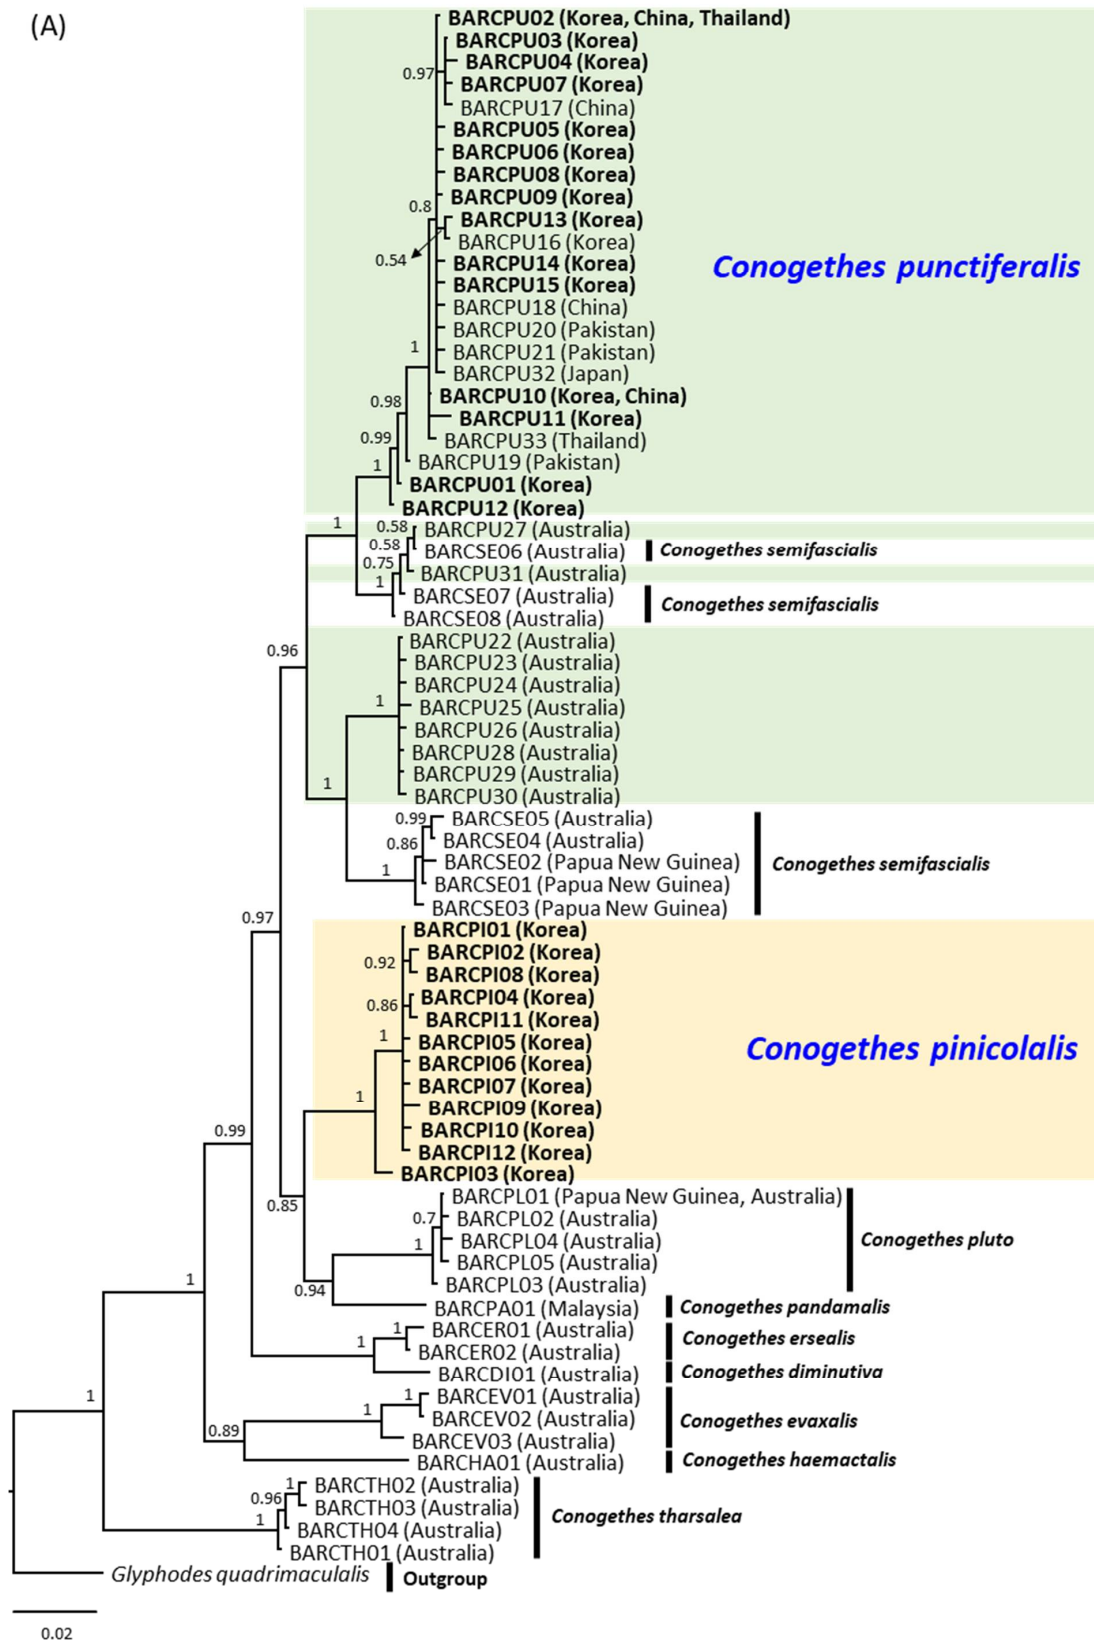 (A)
BARCPU02 (Korea, China, Thailand)
BARCPU03 (Korea)
BARCPU04 (Korea)
0.97
BARCPU07 (Korea)
BARCPU17 (China)
BARCPU05 (Korea)
BARCPU06 (Korea)
BARCPU08 (Korea)
BARCPU09 (Korea)
0.8
BARCPU13 (Korea)
BARCPU16 (Korea)
0.54
BARCPU14 (Korea)
Conogethes punctiferalis
BARCPU15 (Korea)
BARCPU18 (China)
BARCPU20 (Pakistan)
1
BARCPU21 (Pakistan)
BARCPU32 (Japan)
BARCPU10 (Korea, China)
0.98
BARCPU11 (Korea)
0.99
BARCPU33 (Thailand)
1
BARCPU19 (Pakistan)
BARCPU01 (Korea)
BARCPU12 (Korea)
1
0.58
BARCPU27 (Australia)
0.58
BARCSE06 (Australia)
Conogethes semifascialis
0.75
BARCPU31 (Australia)
1
BARCSE07 (Australia)
Conogethes semifascialis
BARCSE08 (Australia)
BARCPU22 (Australia)
0.96
BARCPU23 (Australia)
BARCPU24 (Australia)
1
BARCPU25 (Australia)
BARCPU26 (Australia)
BARCPU28 (Australia)
BARCPU29 (Australia)
1
BARCPU30 (Australia)
0.99
BARCSE05 (Australia)
0.86
BARCSE04 (Australia)
BARCSE02 (Papua New Guinea)
Conogethes semifascialis
1
BARCSE01 (Papua New Guinea)
BARCSE03 (Papua New Guinea)
0.97
BARCPI01 (Korea)
BARCPI02 (Korea)
0.92
BARCPI08 (Korea)
BARCPI04 (Korea)
0.86
BARCPI11 (Korea)
1
BARCPI05 (Korea)
Conogethes pinicolalis
BARCPI06 (Korea)
BARCPI07 (Korea)
1
BARCPI09 (Korea)
BARCPI10 (Korea)
0.99
BARCPI12 (Korea)
BARCPI03 (Korea)
0.85
BARCPL01 (Papua New Guinea, Australia)
0.7
BARCPL02 (Australia)
BARCPL04 (Australia)
Conogethes pluto
1
BARCPL05 (Australia)
1
BARCPL03 (Australia)
0.94
BARCPA01 (Malaysia)
Conogethes pandamalis
1
BARCER01 (Australia)
1
BARCER02 (Australia)
Conogethes ersealis
BARCDI01 (Australia)
Conogethes diminutiva
1
1
BARCEV01 (Australia)
1
BARCEV02 (Australia)
Conogethes evaxalis
0.89
BARCEV03 (Australia)
BARCHA01 (Australia)
Conogethes haemactalis
1
BARCTH02 (Australia)
0.96
BARCTH03 (Australia)
Conogethes tharsalea
1
BARCTH04 (Australia)
BARCTH01 (Australia)
Glyphodes quadrimaculalis
Outgroup
0.02